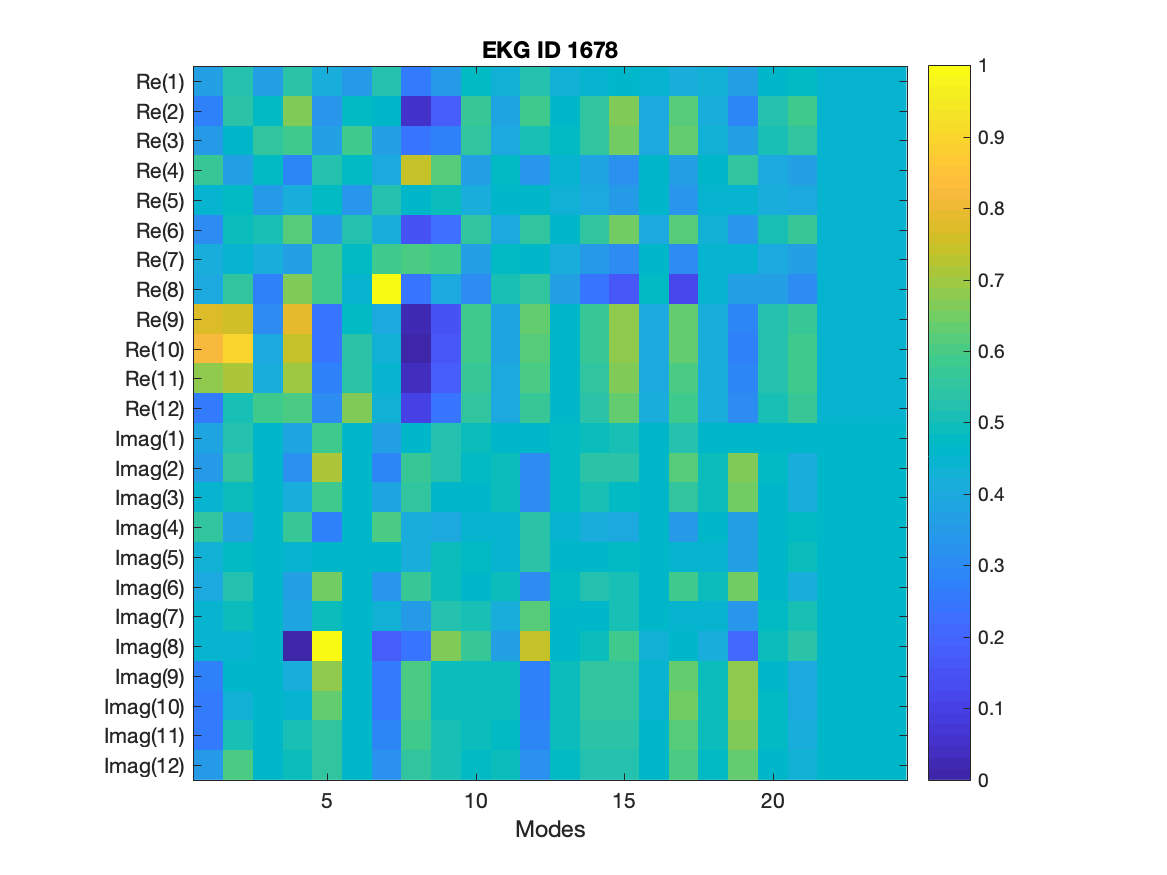 EKG ID 1678
Re(1)
Re(2)
Re(3)
Re(4)
Re(5)
Re(6)
Re(7)
Re(8)
Re(9)
Re(10)
Re(11)
Re(12)
Imag(1)
Imag(2)
Imag(3)
Imag(4)
Imag(5)
Imag(6)
Imag(7)
Imag(8)
Imag(9)
Imag(10)
Imag(11)
Imag(12)
5 10 15 20
Modes
1
0.9
0.8
0.7
0.6
0.5
0.4
0.3
0.2
0.1
0